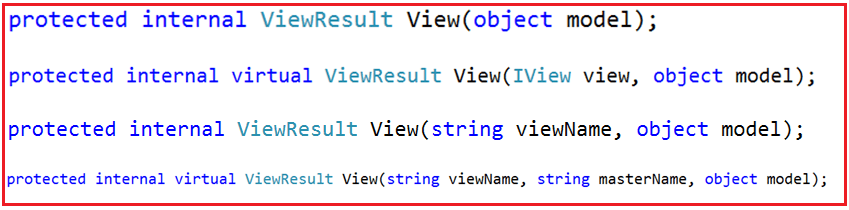 protected internal ViewResult View(object model);
protected internal virtual ViewResult View(IView view, object model);
protected internal ViewResult View(string viewName, object model);
protected internal virtual ViewResult View(string viewName, string masterName, object model);